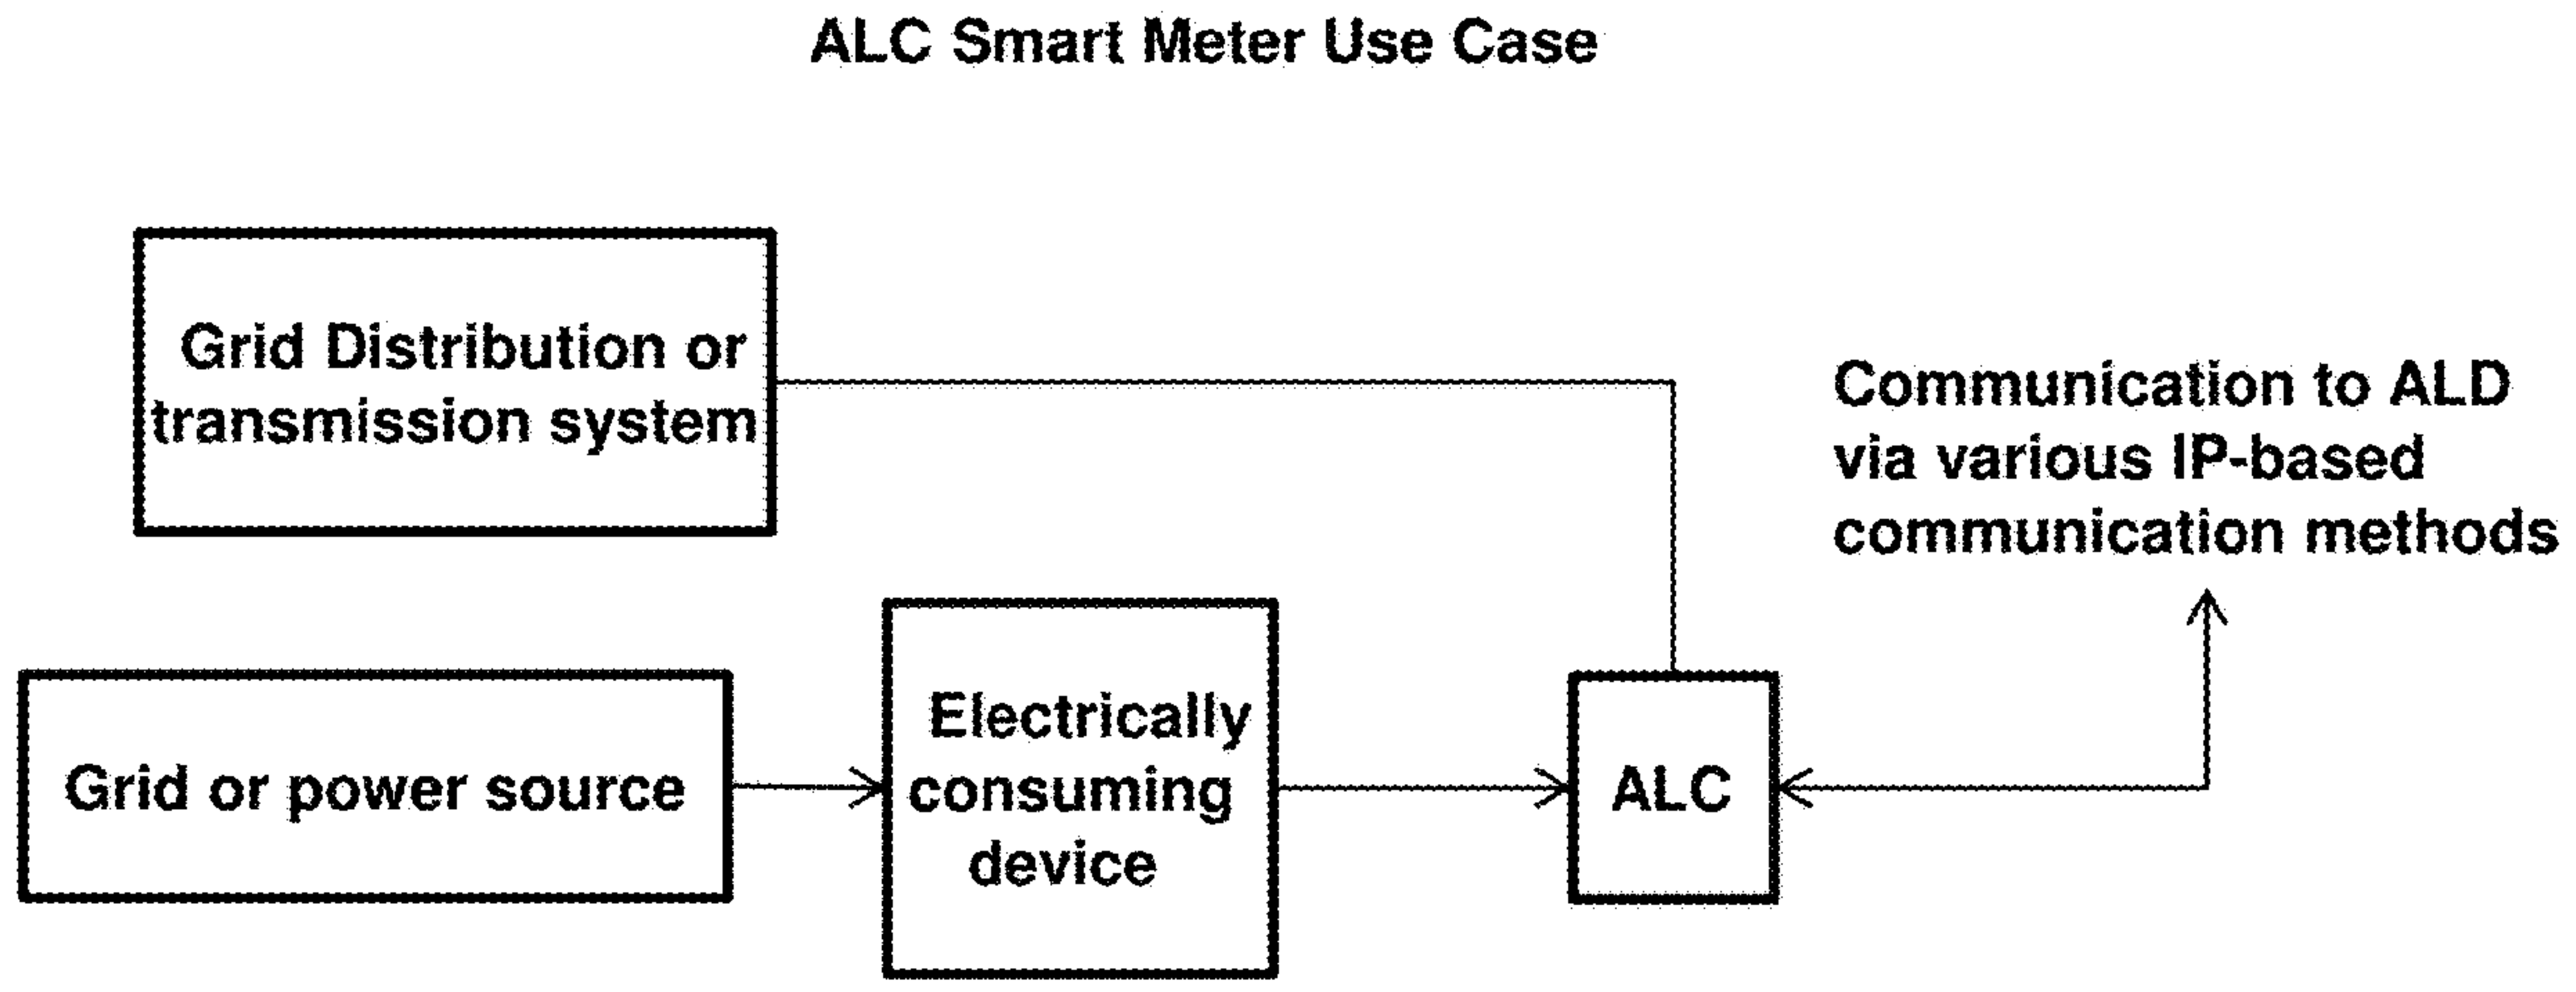 ALC Smart Meter Use Case
Grid Distribution or
transmission system
Communication to ALD
via various IP-based
communication methods
Grid or power source
Electrically
consuming
device
ALC